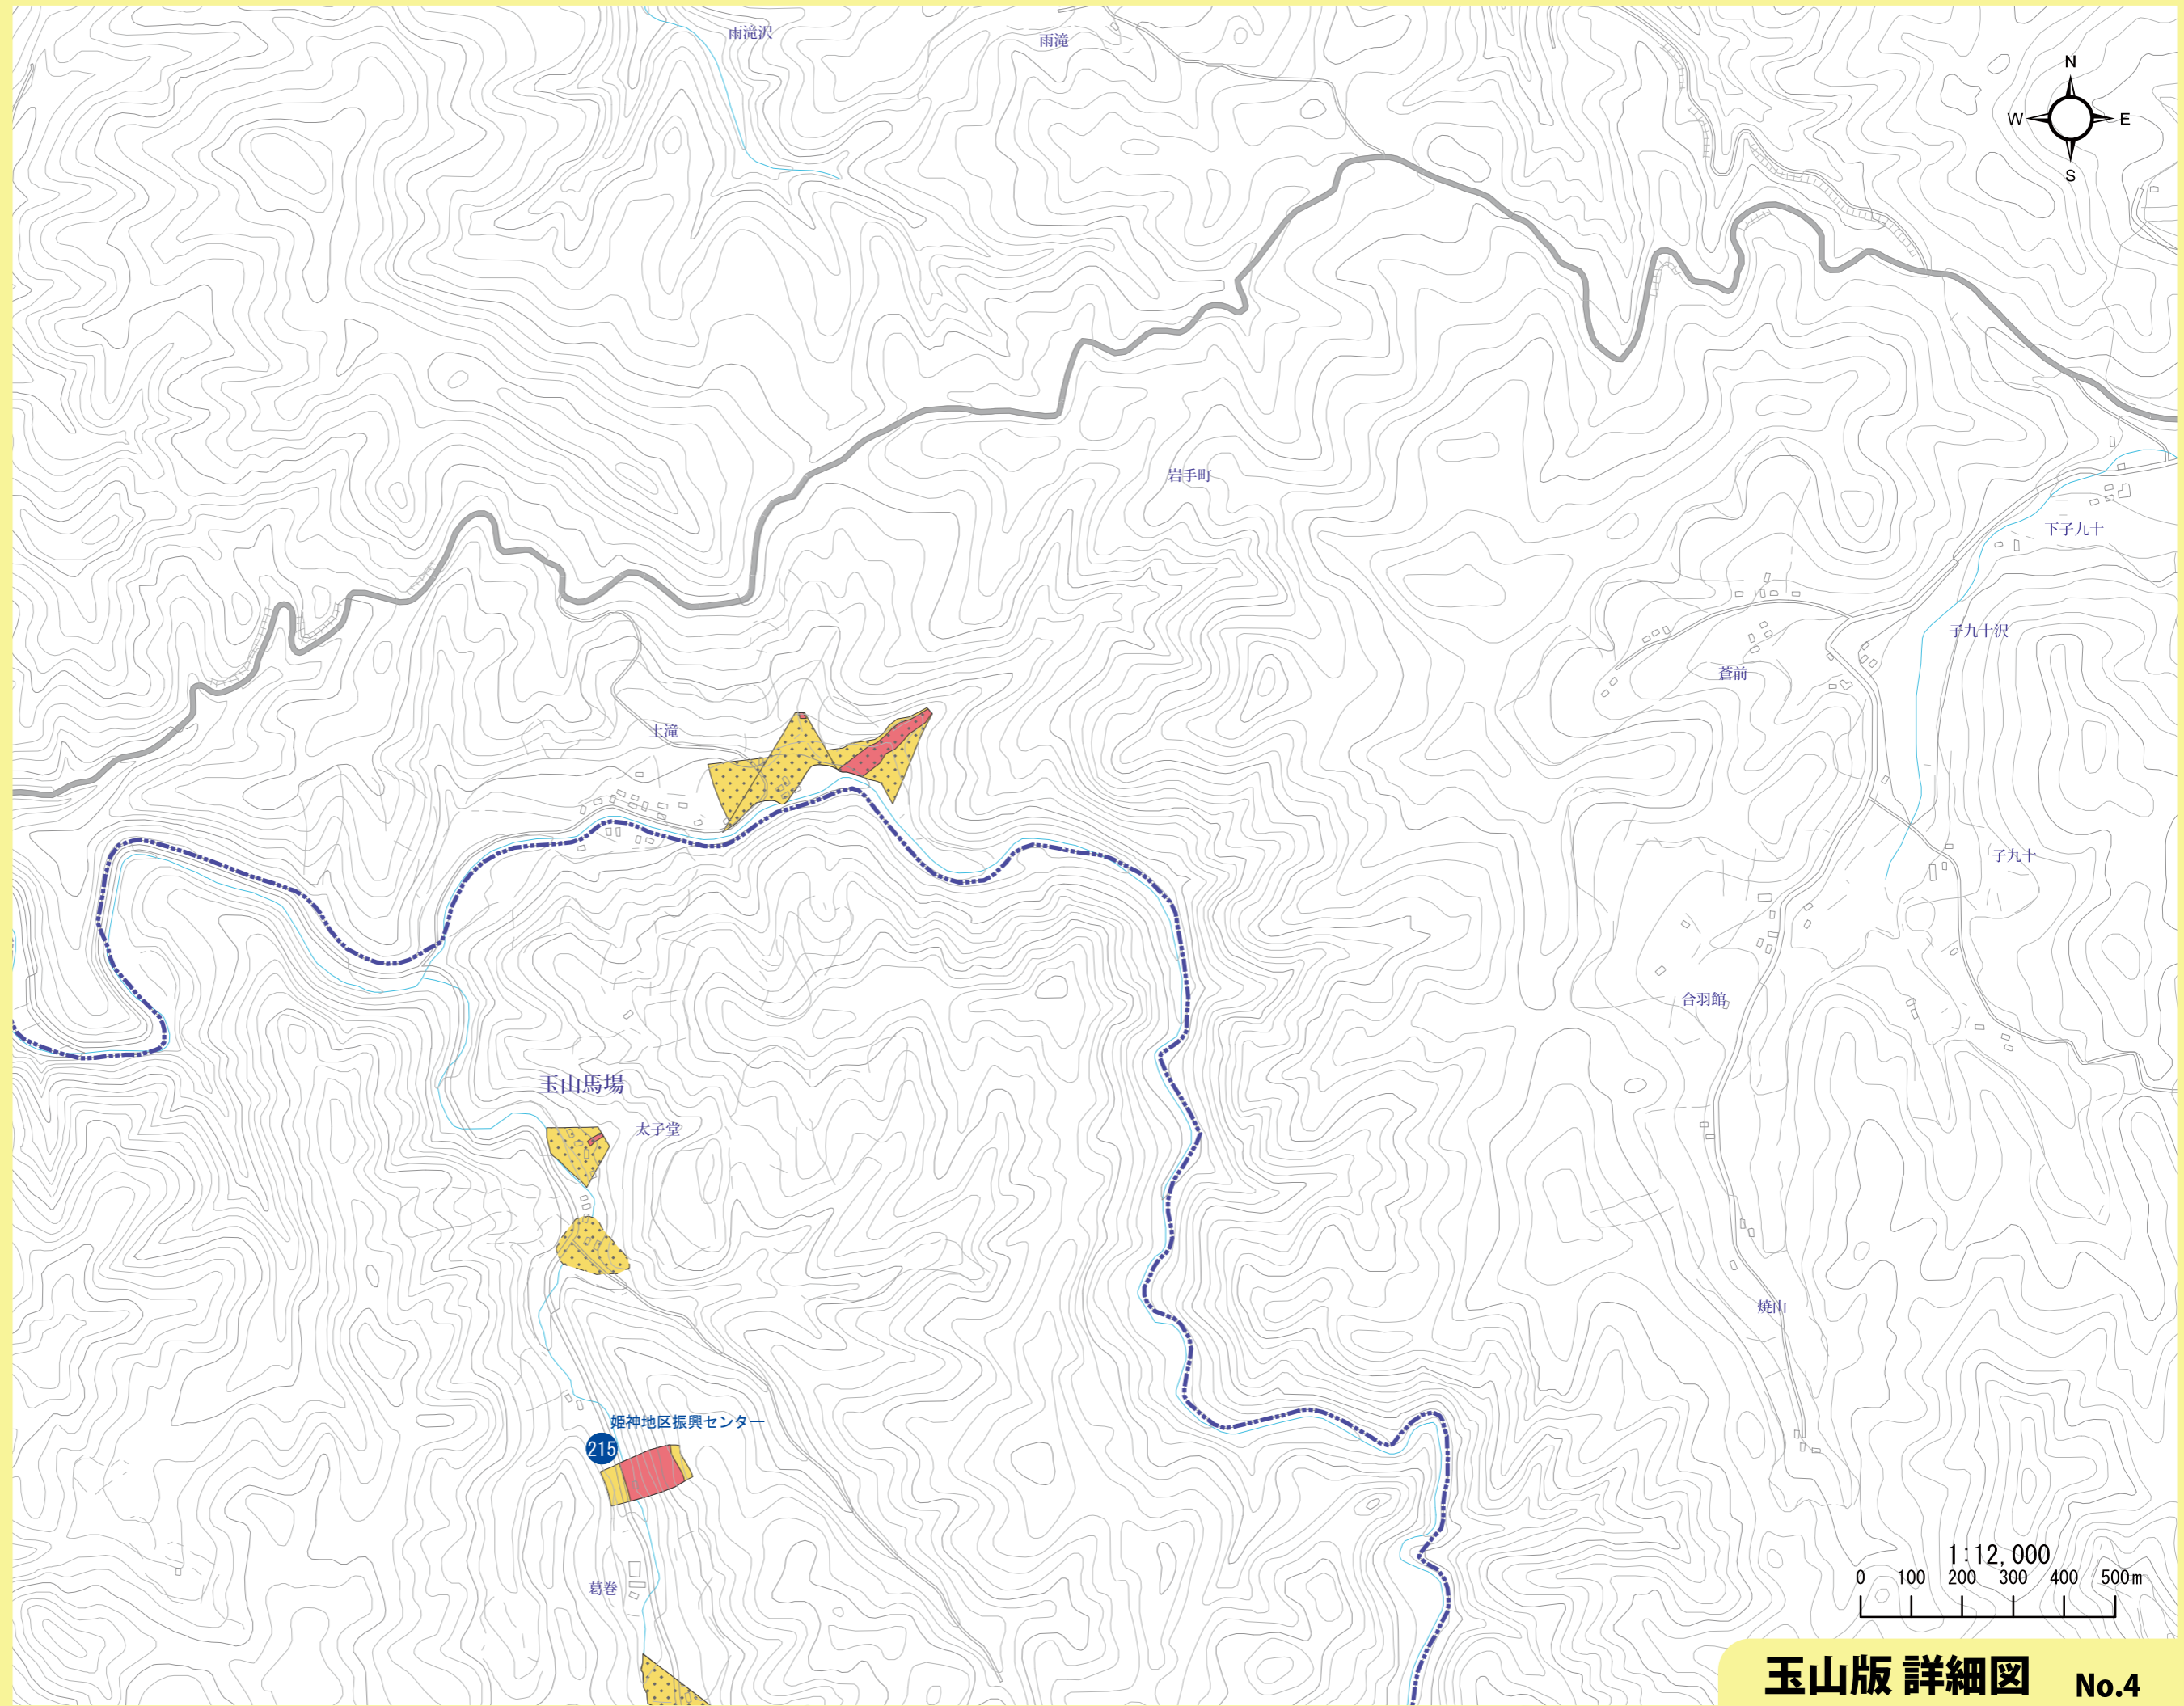 雨滝沢
雨滝
N
W
E
S
岩手町
下子九十
子九十沢
蒼前
上滝
子九十
合羽館
玉山馬場
太子堂
焼山
姫神地区振興センター
215
葛巻
1:12,000
0 100 200 300 400 500m
玉山版 詳細図 No.4